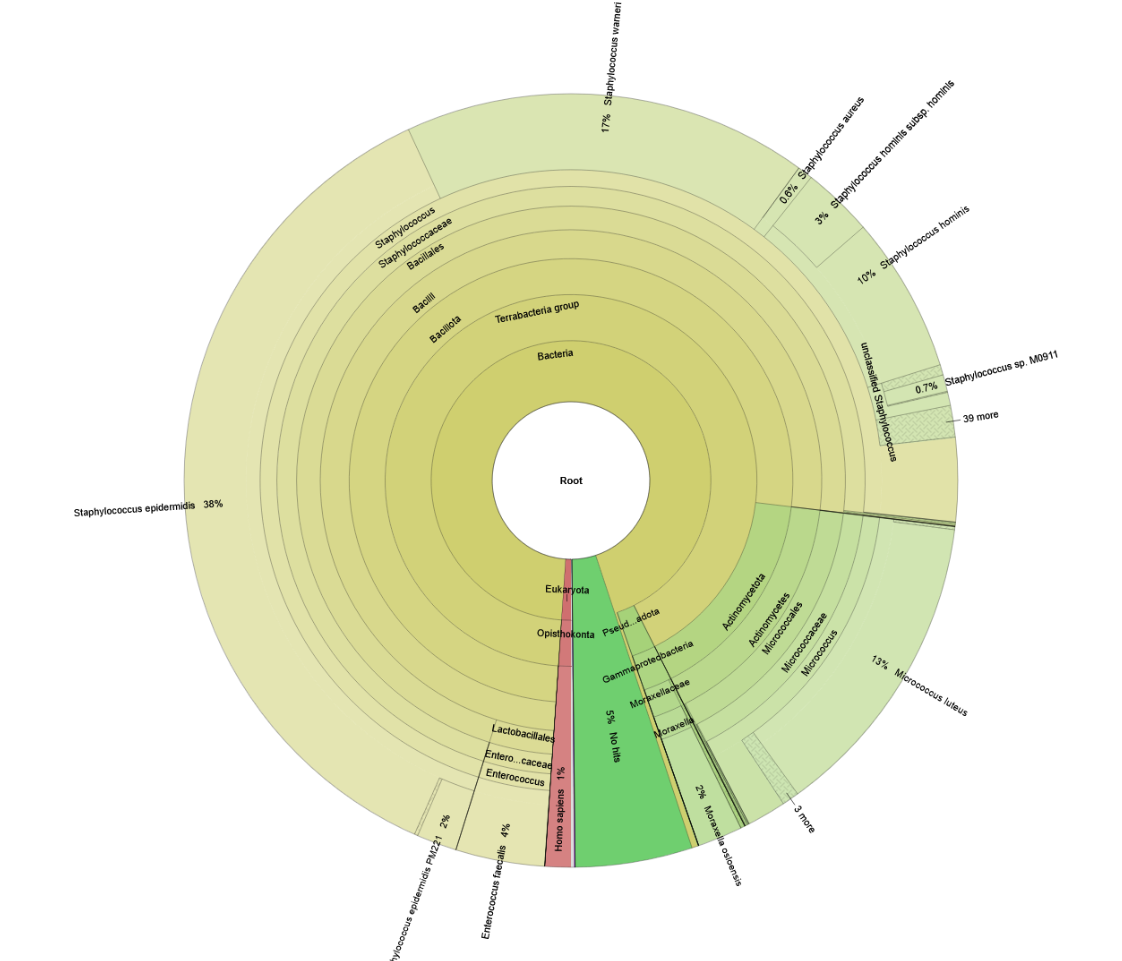 17% Staphylococcus warneri
0.6% Staphylococcus aureus
3% Staphylococcus hominis subsp. hominis
10% Staphylococcus hominis
Staphylococcus
Staphylococcaceae
Bacillales
Bacilli
Bacillota
Terrabacteria group
Bacteria
unclassified Staphylococcus
0.7% Staphylococcus sp. M0911
39 more
Root
Staphylococcus epidermidis 38%
Eukaryota
Opisthokonta
Pseud...adota
Gammaproteobacteria
Moraxellaceae
Moraxella
Actinomycetota
Actinomycetes
Micrococcales
Micrococcaceae
Micrococcus
13% Micrococcus luteus
3 more
2% Moraxella osloensis
5% No hits
Homo sapiens 1%
Lactobacillales
Entero...caceae
Enterococcus
Enterococcus faecalis 4%
hylococcus epidermidis PM221 2%